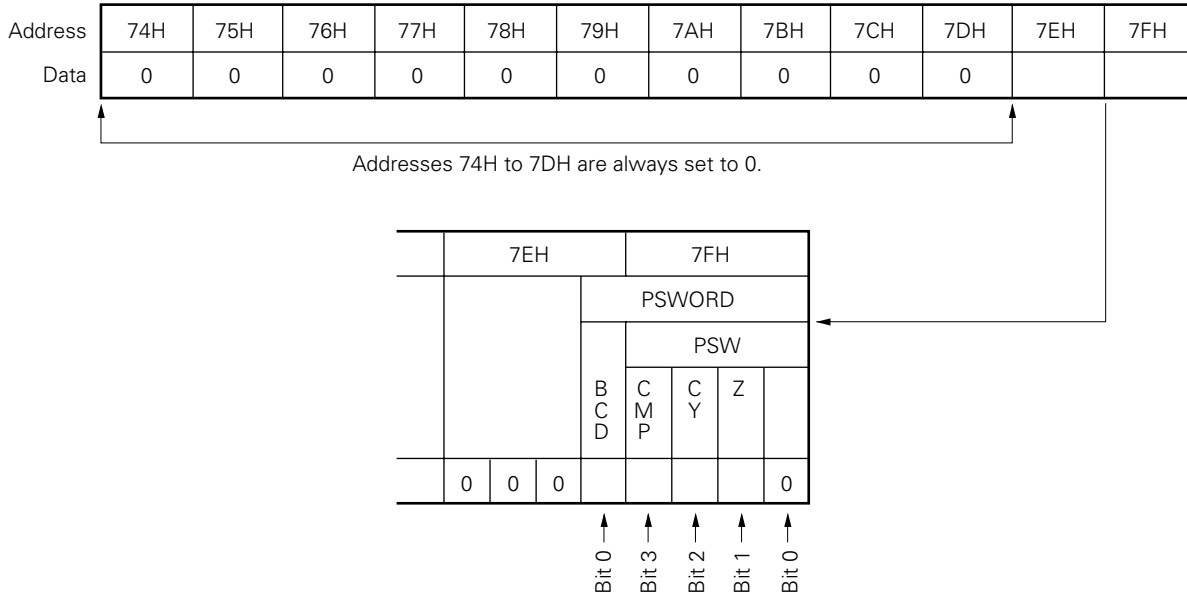 Address 74H 75H 76H 77H 78H 79H 7AH 7BH 7CH 7DH 7EH 7FH
Data 0 0 0 0 0 0 0 0 0 0
Addresses 74H to 7DH are always set to 0.
7EH 7FH
PSWORD
PSW
BCD CMP CY Z
0 0 0 0
Bit 0 Bit 3 Bit 2 Bit 1 Bit 0